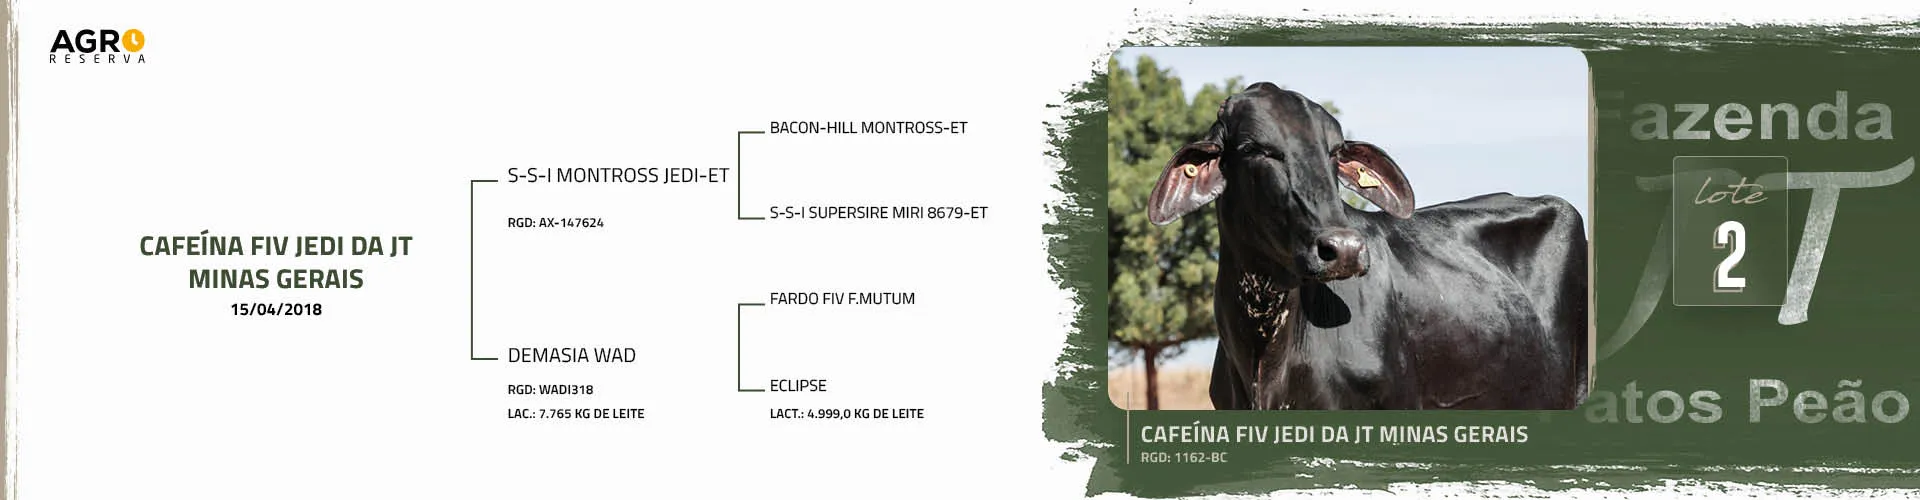 AGRO
RESERVA
CAFEÍNA FIV JEDI DA JT
MINAS GERAIS
15/04/2018
S-S-I MONTROSS JEDI-ET
RGD: AX-147624
DEMASIA WAD
RGD: WADI318
LAC.: 7.765 KG DE LEITE
BACON-HILL MONTROSS-ET
S-S-I SUPERSIRE MIRI 8679-ET
FARDO FIV F.MUTUM
ECLIPSE
LACT.: 4.999,0 KG DE LEITE
Fazenda
JT
lote
2
atos Peão
CAFEÍNA FIV JEDI DA JT MINAS GERAIS
RGD: 1162-BC